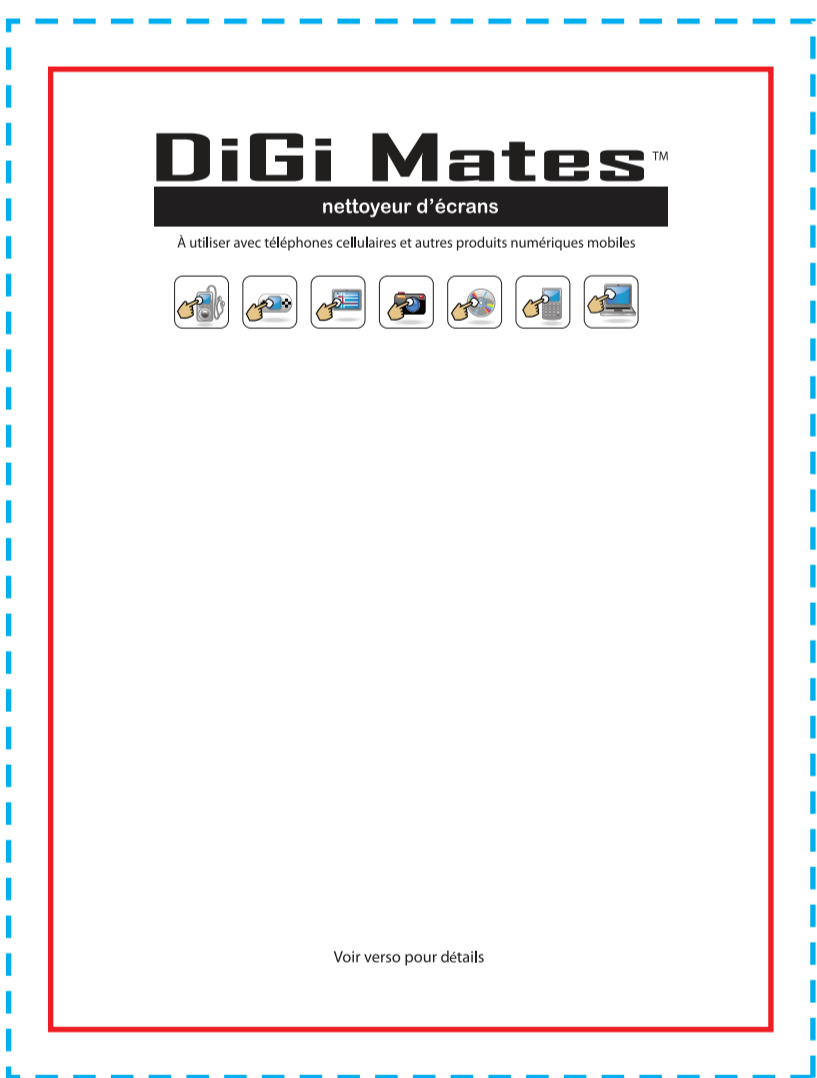 DiGi Mates™
nettoyeur d'écrans
À utiliser avec téléphones cellulaires et autres produits numériques mobiles
Voir verso pour détails